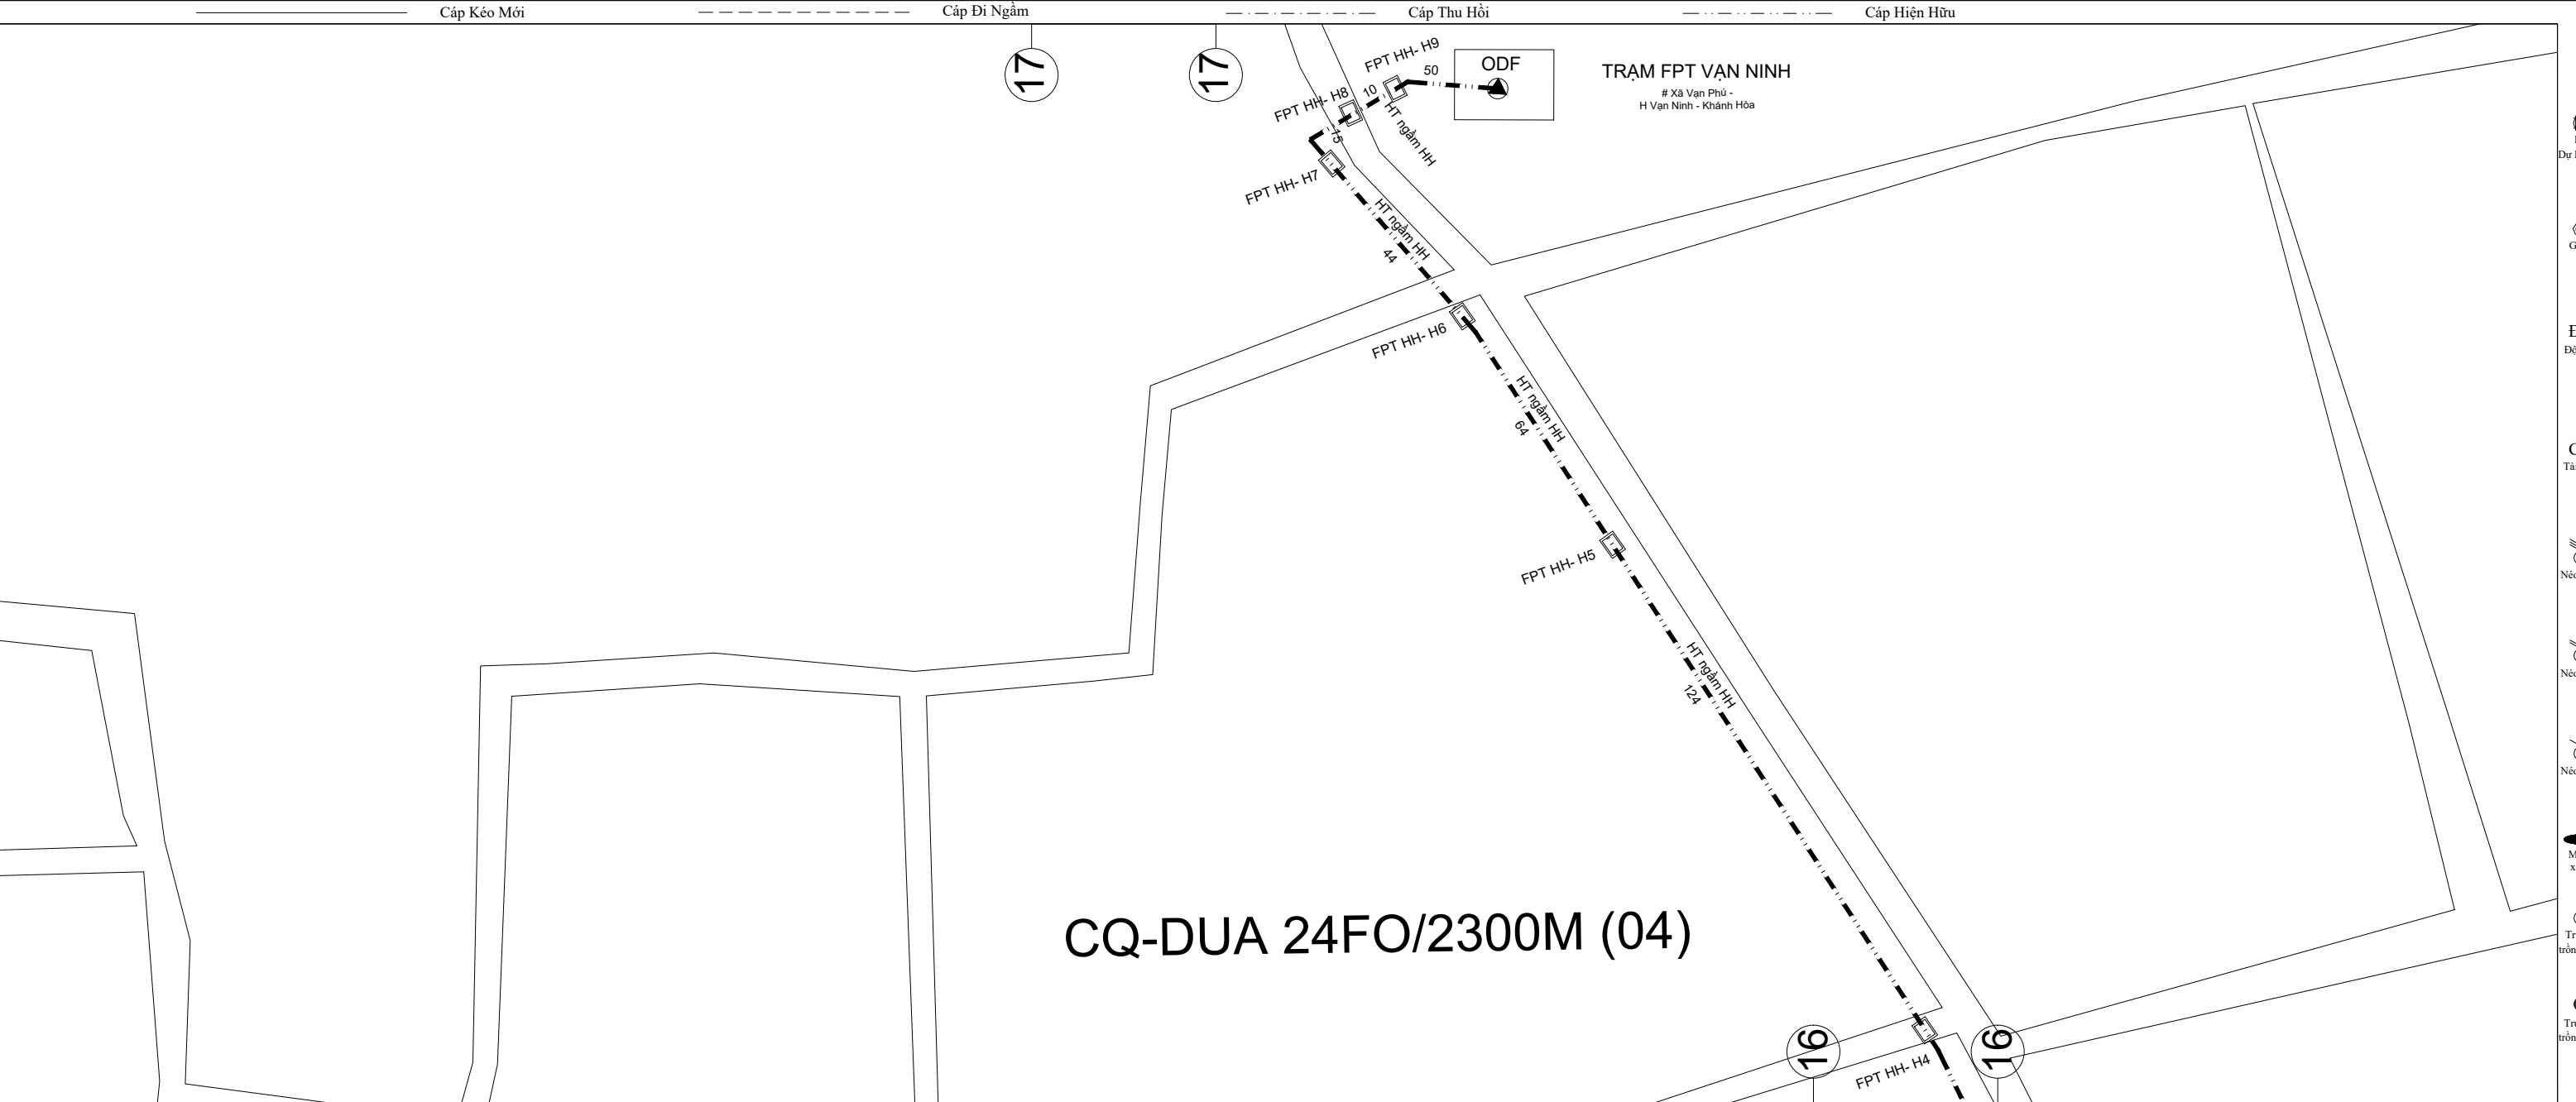 Cáp Kéo Mới
Cáp Đi Ngầm
Cáp Thu Hồi
Cáp Hiện Hữu
17
17
FPT HH- H9
50
ODF
TRẠM FPT VẠN NINH
# Xã Vạn Phú -
H Vạn Ninh - Khánh Hòa
FPT HH- H8
10
HT ngầm HH
15
FPT HH- H7
HT ngầm HH
44
FPT HH- H6
HT ngầm HH
64
FPT HH- H5
HT ngầm HH
124
CQ-DUA 24FO/2300M (04)
16
16
FPT HH- H4